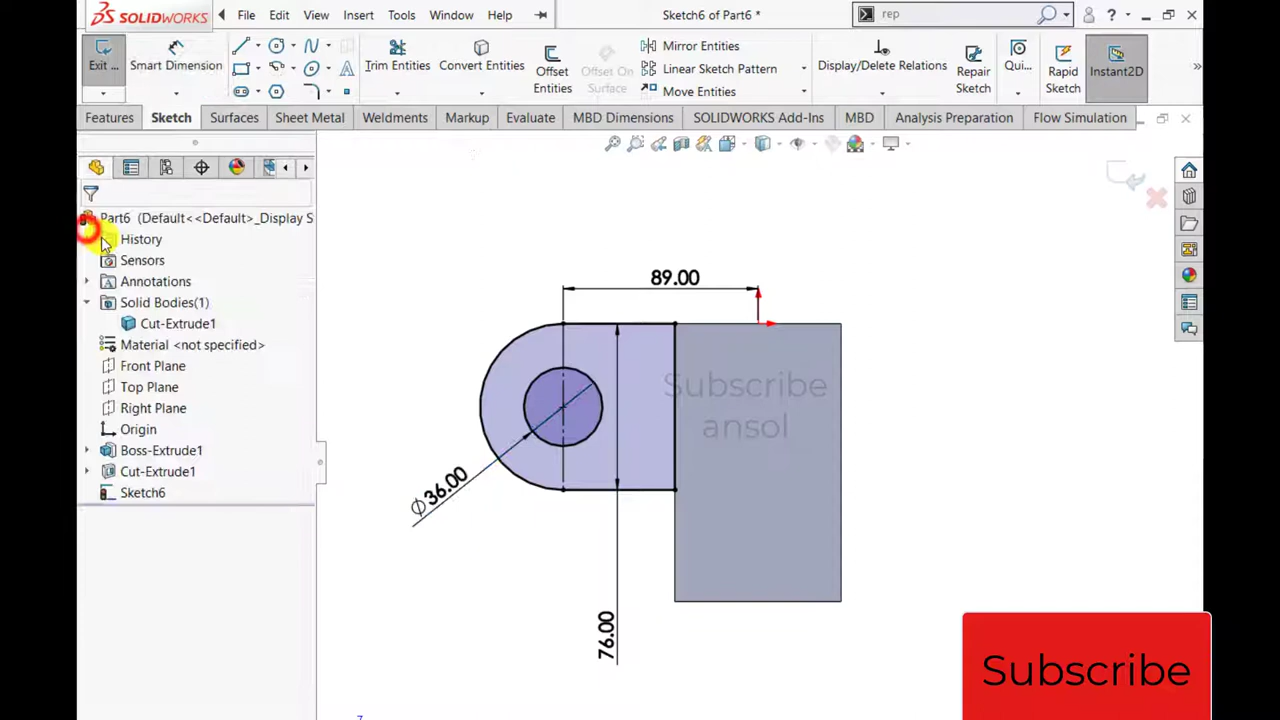 SOLIDWORKS
File
Edit
View
Insert
Tools
Window
Help
Sketch6 of Part6 *
rep
Exit ...
Smart Dimension
Trim Entities
Convert Entities
Offset
Entities
Offset On
Surface
Mirror Entities
Linear Sketch Pattern
Move Entities
Display/Delete Relations
Repair
Sketch
Qui...
Rapid
Sketch
Instant2D
Features
Sketch
Surfaces
Sheet Metal
Weldments
Markup
Evaluate
MBD Dimensions
SOLIDWORKS Add-Ins
MBD
Analysis Preparation
Flow Simulation
Part6 (Default<<Default>_Display S
History
Sensors
Annotations
Solid Bodies(1)
Cut-Extrude1
Material <not specified>
Front Plane
Top Plane
Right Plane
Origin
Boss-Extrude1
Cut-Extrude1
Sketch6
89.00
Subscribe
ansol
Ø36.00
76.00
Subscribe